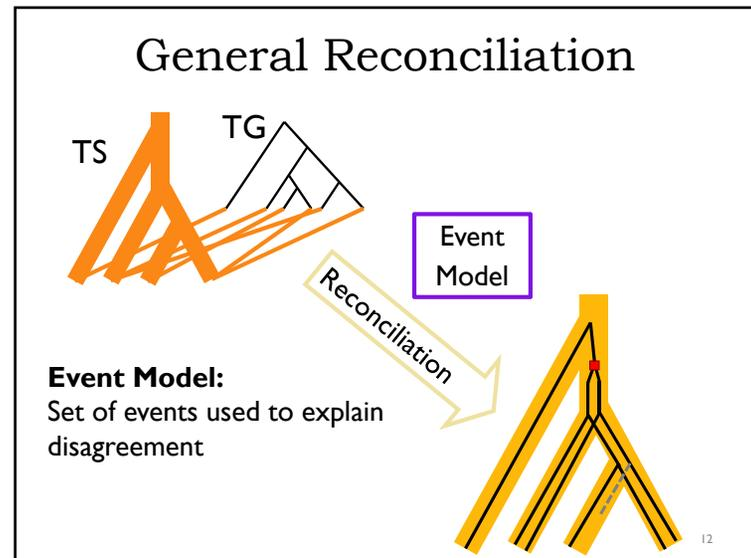 General Reconciliation
TS
TG
Event
Model
Reconciliation
Event Model:
Set of events used to explain
disagreement
12